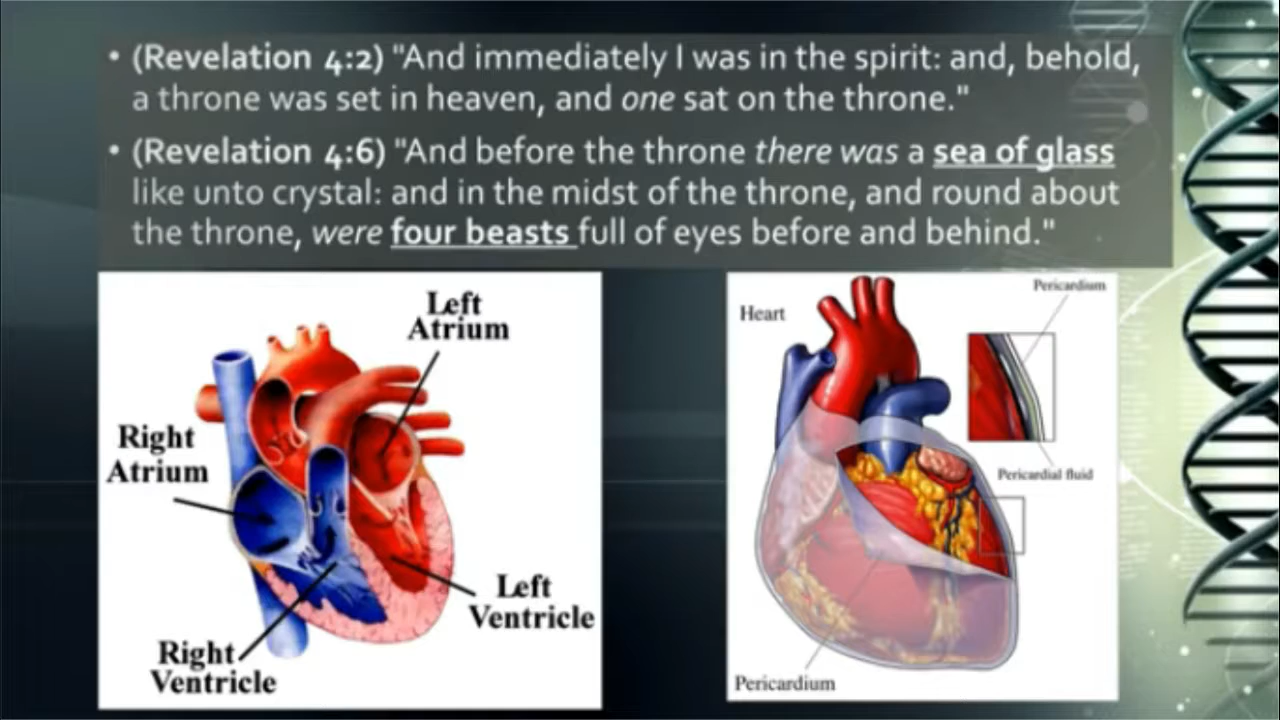 • (Revelation 4:2) "And immediately I was in the spirit: and, behold,
a throne was set in heaven, and one sat on the throne."
• (Revelation 4:6) "And before the throne there was a sea of glass
like unto crystal: and in the midst of the throne, and round about
the throne, were four beasts full of eyes before and behind."
Left
Atrium
Right
Atrium
Left
Ventricle
Right
Ventricle
Heart
Pericardium
Pericardial fluid
Pericardium